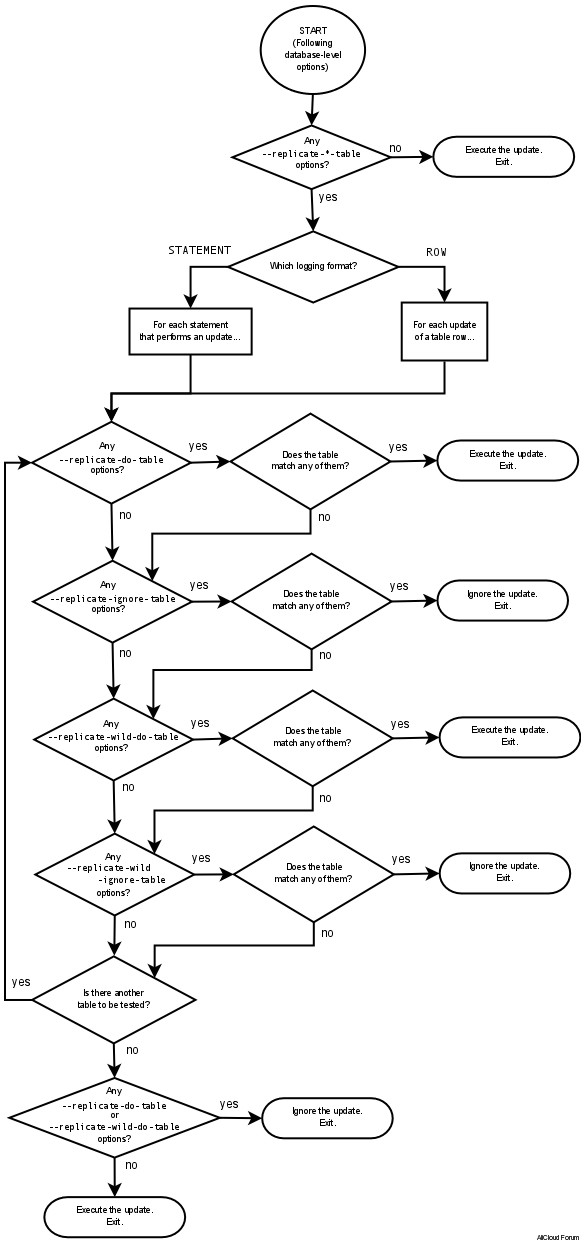 START
(Following
database-level
options)
Any
--replicate-*-table
options?
no
Execute the update.
Exit.
yes
Which logging format?
STATEMENT
ROW
For each statement
that performs an update...
For each update
of a table row...
Any
--replicate-do-table
options?
yes
Does the table
match any of them?
yes
Execute the update.
Exit.
no
no
Any
--replicate-ignore-table
options?
yes
Does the table
match any of them?
yes
Ignore the update.
Exit.
no
no
Any
--replicate-wild-do-table
options?
yes
Does the table
match any of them?
yes
Execute the update.
Exit.
no
no
Any
--replicate-wild
-ignore-table
options?
yes
Does the table
match any of them?
yes
Ignore the update.
Exit.
no
no
yes
Is there another
table to be tested?
no
Any
--replicate-do-table
or
--replicate-wild-do-table
options?
yes
Ignore the update.
Exit.
no
Execute the update.
Exit.
AliCloud Forum